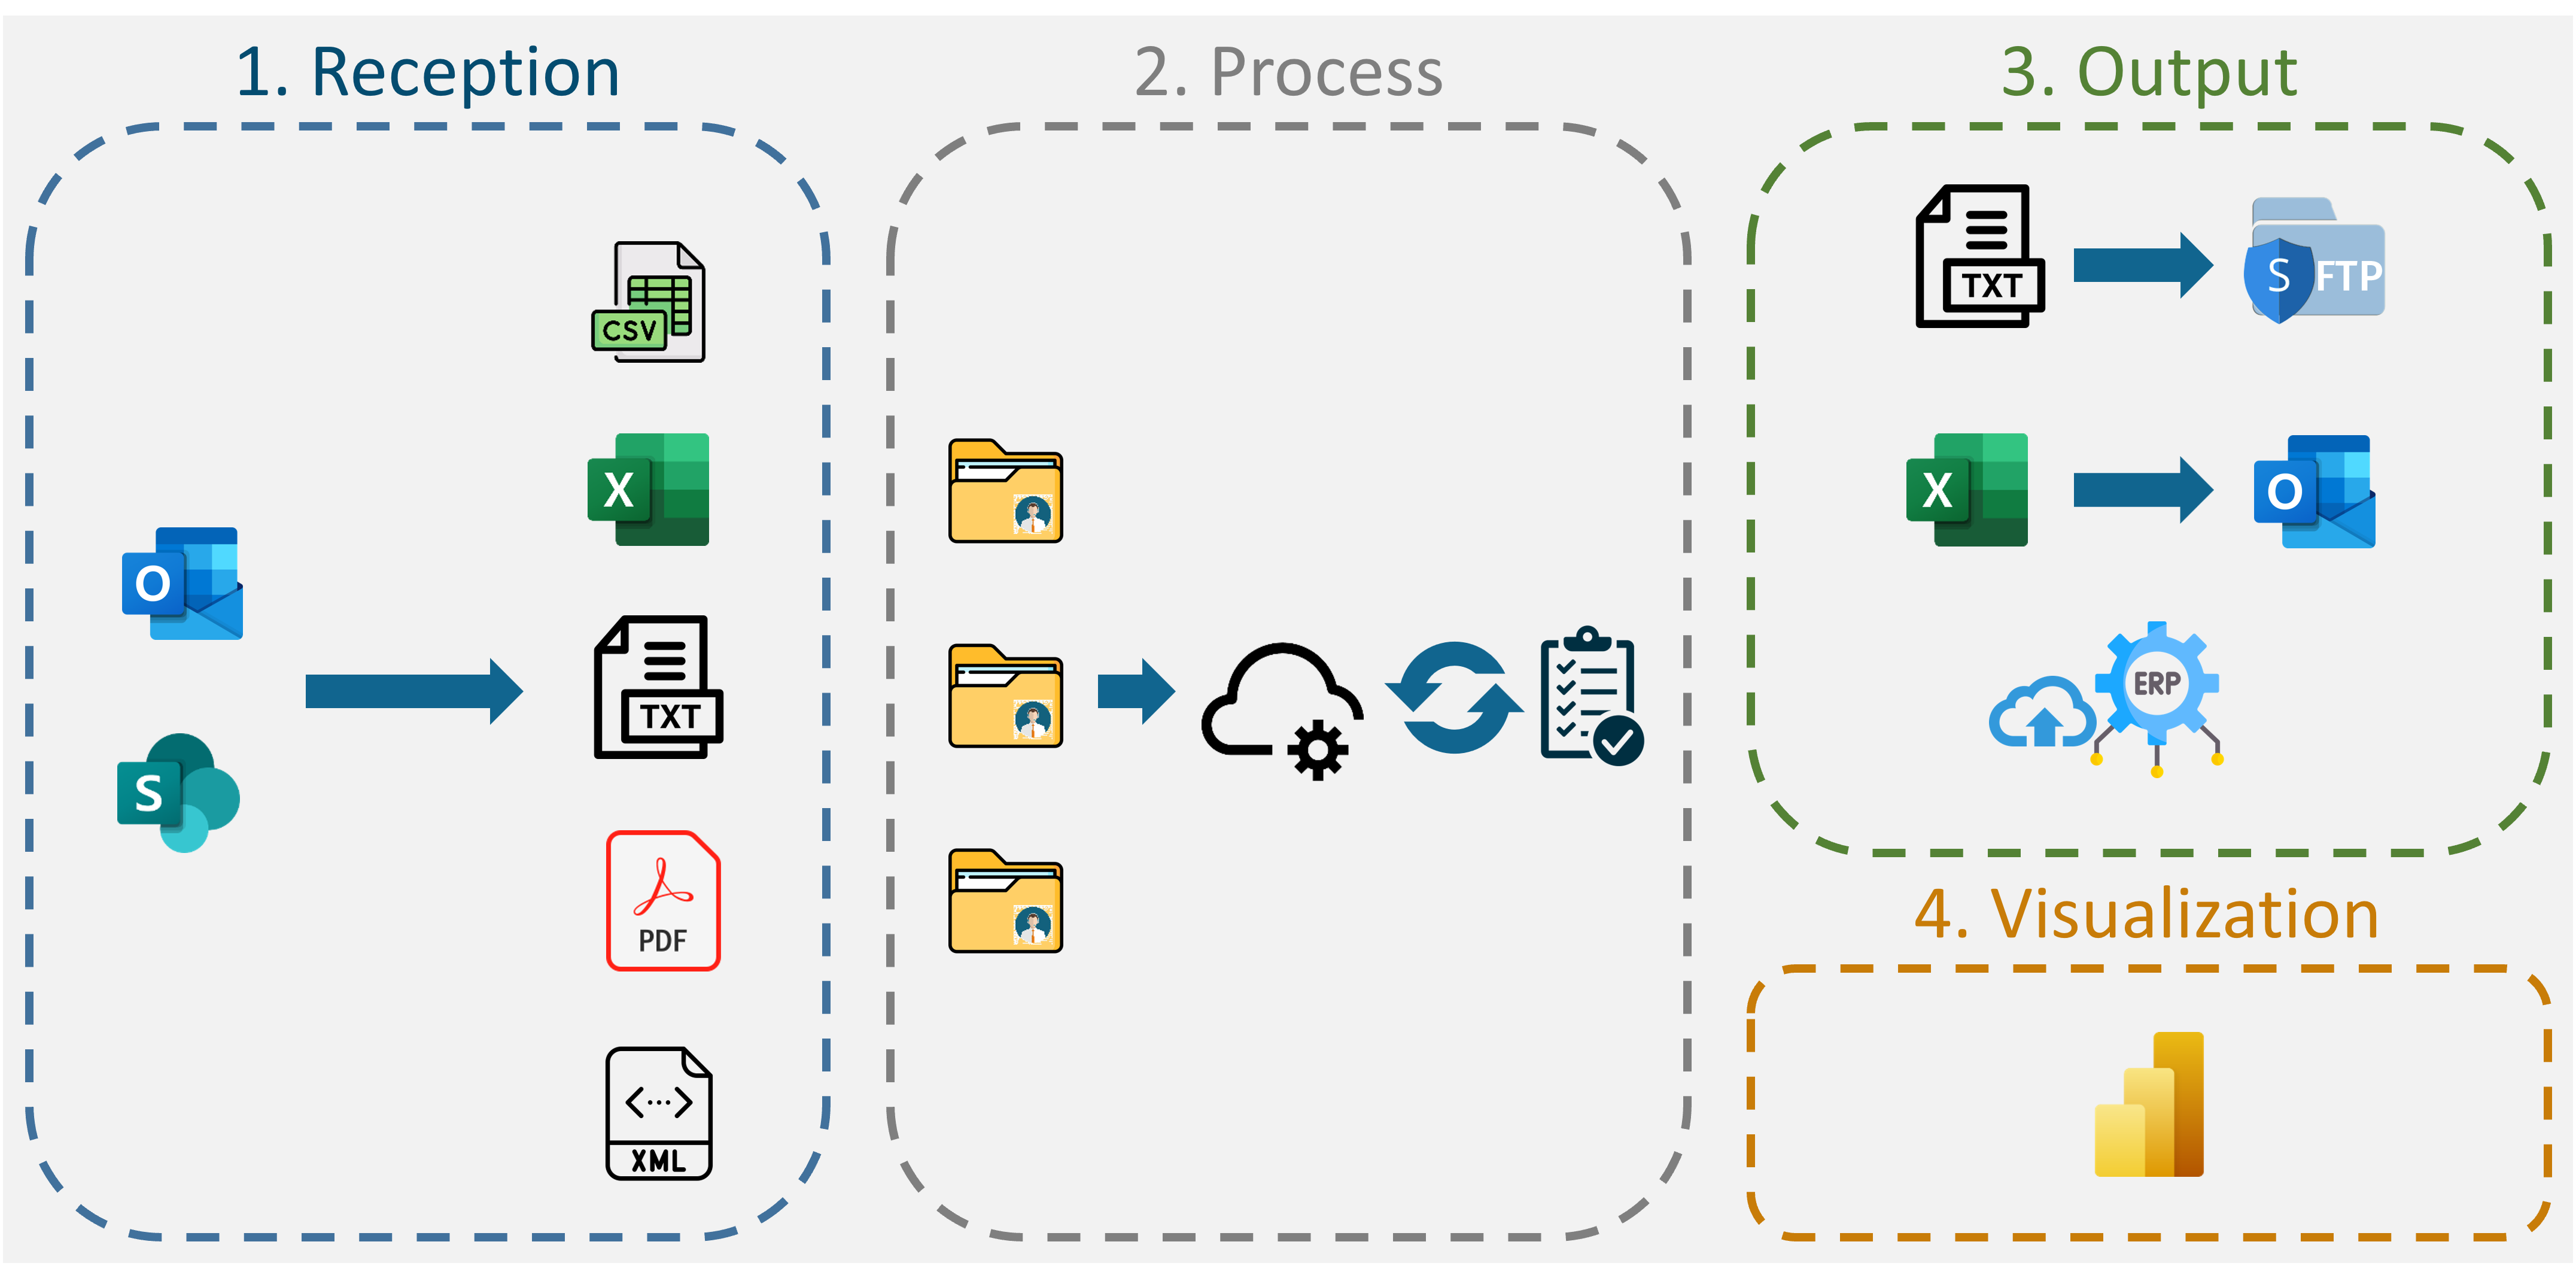 1. Reception
CSV
X
O
TXT
S
PDF
XML
2. Process
3. Output
TXT
S FTP
X
O
ERP
4. Visualization